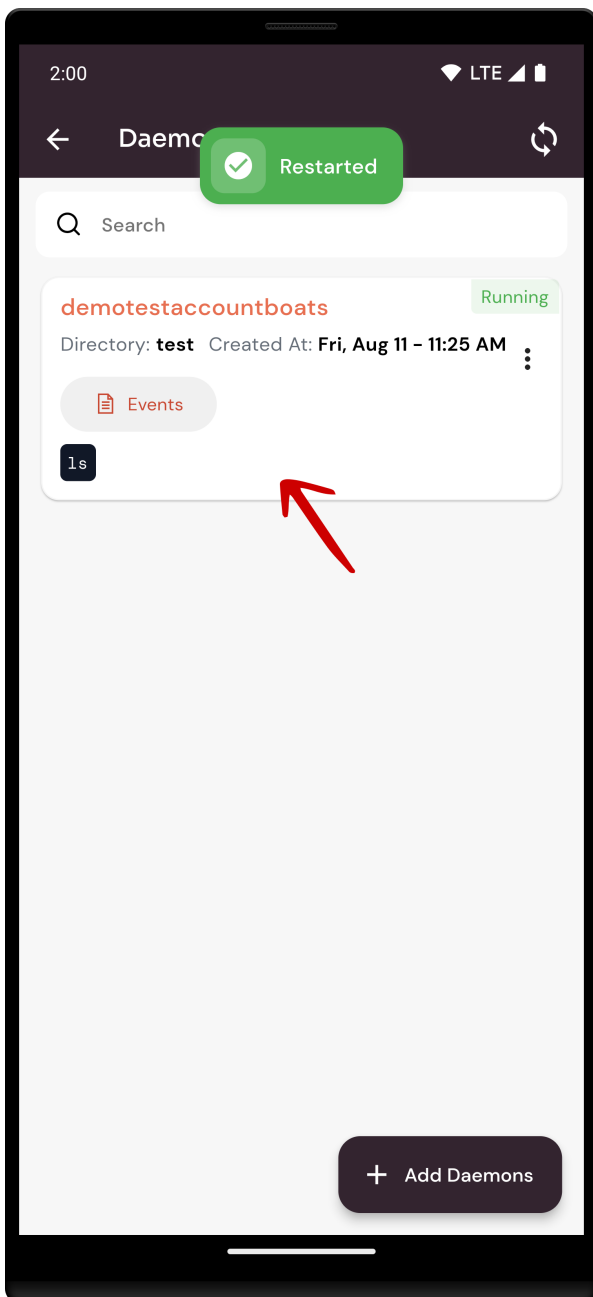 2:00 LTE
Daemo
Restarted
Search
Running
demotestaccountboats
Directory: test Created At: Fri, Aug 11 - 11:25 AM
Events
ls
+ Add Daemons